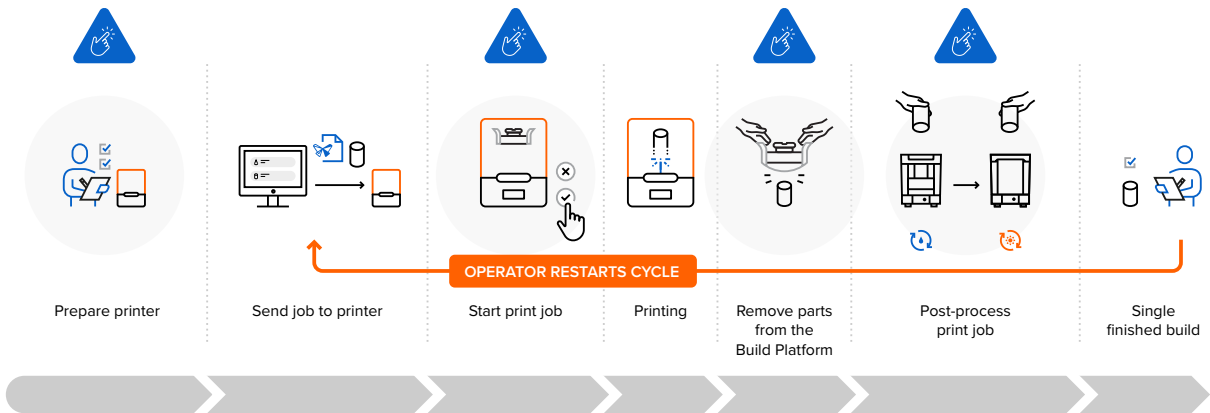 OPERATOR RESTARTS CYCLE
Prepare printer
Send job to printer
Start print job
Printing
Remove parts
from the
Build Platform
Post-process
print job
Single
finished build